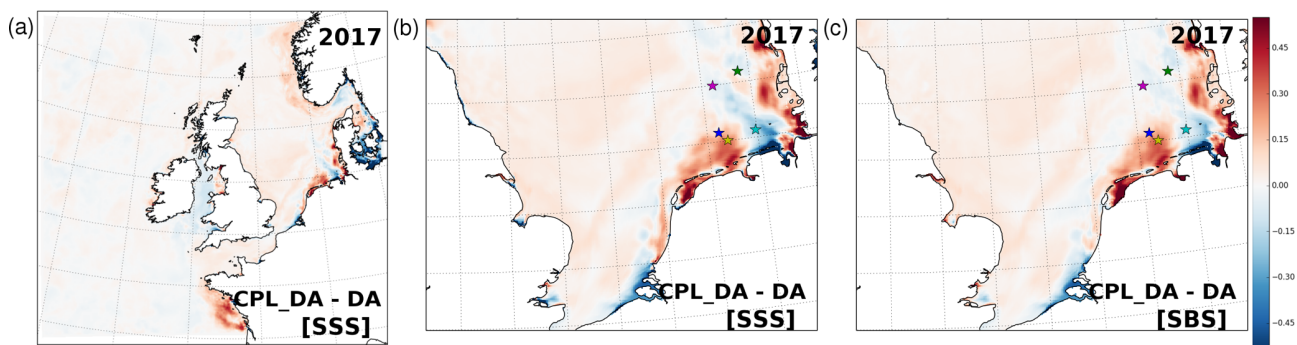 (a)
2017
CPL_DA - DA
[SSS]
(b)
2017
CPL_DA - DA
[SSS]
(c)
2017
CPL_DA - DA
[SBS]
0.45
0.30
0.15
0.00
−0.15
−0.30
−0.45